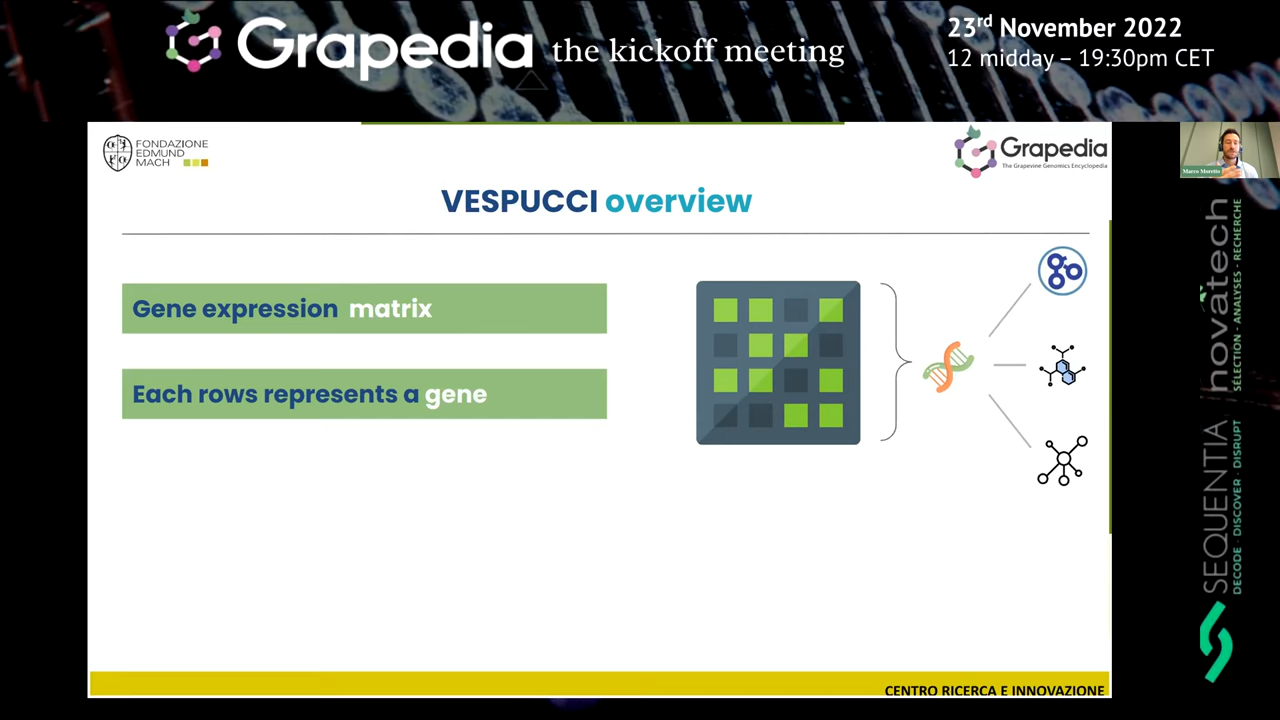 Grapedia the kickoff meeting
23rd November 2022
12 midday – 19:30pm CET
FONDAZIONE
EDMUND
MACH
Grapedia
The Grapevine Genomics Encyclopedia
Marco Moretto
VESPUCCI overview
Gene expression matrix
Each rows represents a gene
CENTRO RICERCA E INNOVAZIONE
novatech
SÉLECTION - ANALYSES - RECHERCHE
SEQUENTIA
DECODE · DISCOVER · DISRUPT